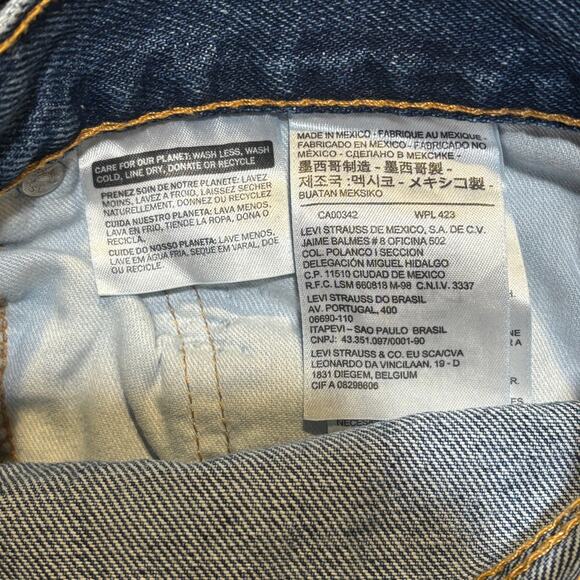 CARE FOR OUR PLANET: WASH LESS, WASH
COLD, LINE DRY, DONATE OR RECYCLE
PRENEZ SOIN DE NOTRE PLANÈTE: LAVEZ
MOINS, LAVEZ A FROID, LAISSEZ SECHER
NATURELLEMENT, DONNEZ OU RECYCLEZ
CUIDA NUESTRO PLANETA: LAVA MENOS,
LAVA EN FRIO, TIENDE LA ROPA, DONA O
RECICLA.
CUIDE DO NOSSO PLANETA: LAVE MENOS,
LAVE EM ÁGUA FRIA, SEQUE EM VARAL, DOE
OU RECICLE.
MADE IN MEXICO - FABRIQUE AU MEXIQUE -
FABRICADO EN MÉXICO - FABRICADO NO
MÉXICO - СДЕЛАНО В МЕКСИКЕ -
墨西哥制造 - 墨西哥製 -
제조국 : 멕시코 - メキシコ製 -
BUATAN MEKSIKO
CA00342 WPL 423
LEVI STRAUSS DE MEXICO, S.A. DE C.V.
JAIME BALMES # 8 OFICINA 502
COL. POLANCO I SECCION
DELEGACIÓN MIGUEL HIDALGO
C.P. 11510 CIUDAD DE MEXICO
R.F.C. LSM 660818 M-98 C.N.I.V. 3337
LEVI STRAUSS DO BRASIL
AV. PORTUGAL, 400
06690-110
ITAPEVI – SAO PAULO BRASIL
CNPJ: 43.351.097/0001-90
LEVI STRAUSS & CO. EU SCA/CVA
LEONARDO DA VINCILAAN, 19 - D
1831 DIEGEM, BELGIUM
CIF A 08298606